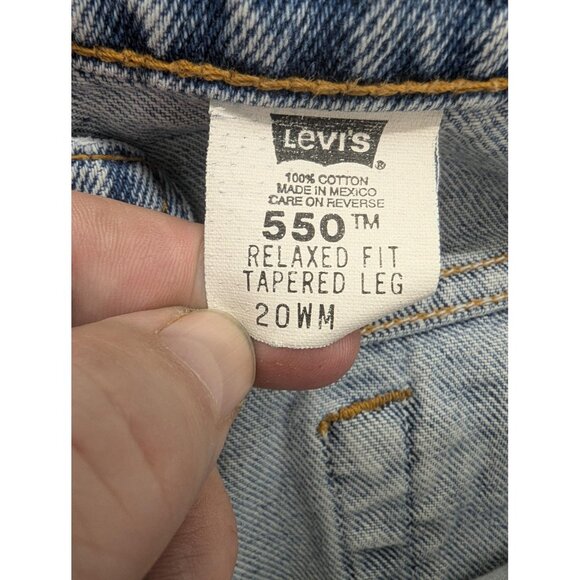 Levi's ®
100% COTTON
MADE IN MEXICO
CARE ON REVERSE
550™
RELAXED FIT
TAPERED LEG
20WM